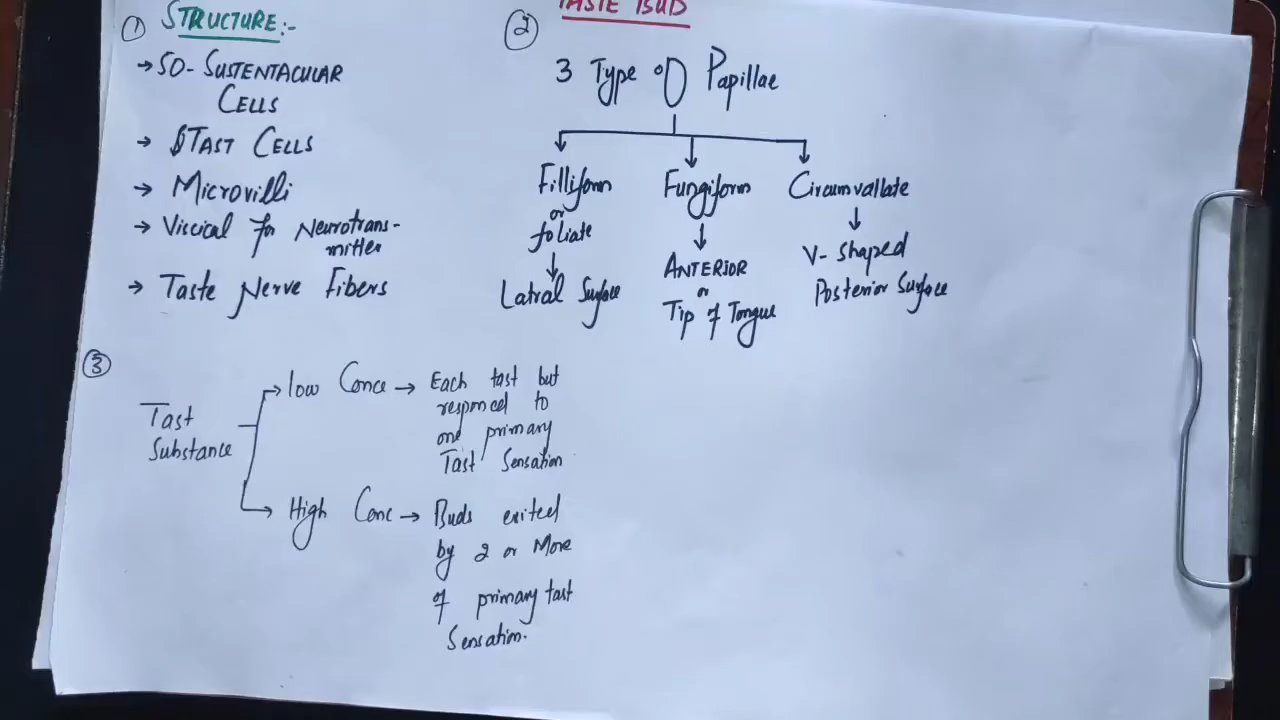 TASTE BUD
① STRUCTURE:-
→ 50- SUSTENTACULAR
CELLS
→ TAST CELLS
→ Microvilli
→ Viscical for Neurotrans-
mitter
→ Taste Nerve Fibers
②
3 Type of Papillae
Filliform
or
foliate
Latral Surface
Fungiform
ANTERIOR
or
Tip of Tongue
Circumvallate
V- shaped
Posterior Surface
③
Tast
Substance
low Conce → Each tast but
responced to
one primary
Tast Sensation
High Conc → Buds exited
by 2 or More
of primary tast
Sensation.